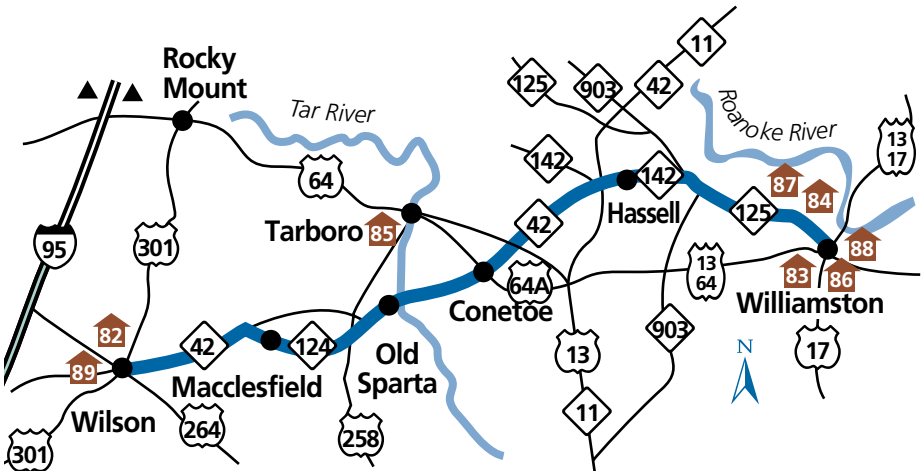 11
Rocky
Mount
125
903
42
Tar River
Roanoke River
13
17
142
142
64
87
84
Hassell
125
Tarboro
85
42
95
301
88
13
64
64A
83
86
Conetoe
Williamston
82
903
N
42
124
13
17
89
Macclesfield
Old
Sparta
Wilson
11
301
264
258